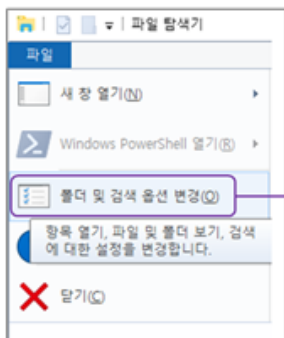 파일 탐색기
파일
새 창 열기(N)
Windows PowerShell 열기(R)
폴더 및 검색 옵션 변경(O)
항목 열기, 파일 및 폴더 보기, 검색
에 대한 설정을 변경합니다.
닫기(C)